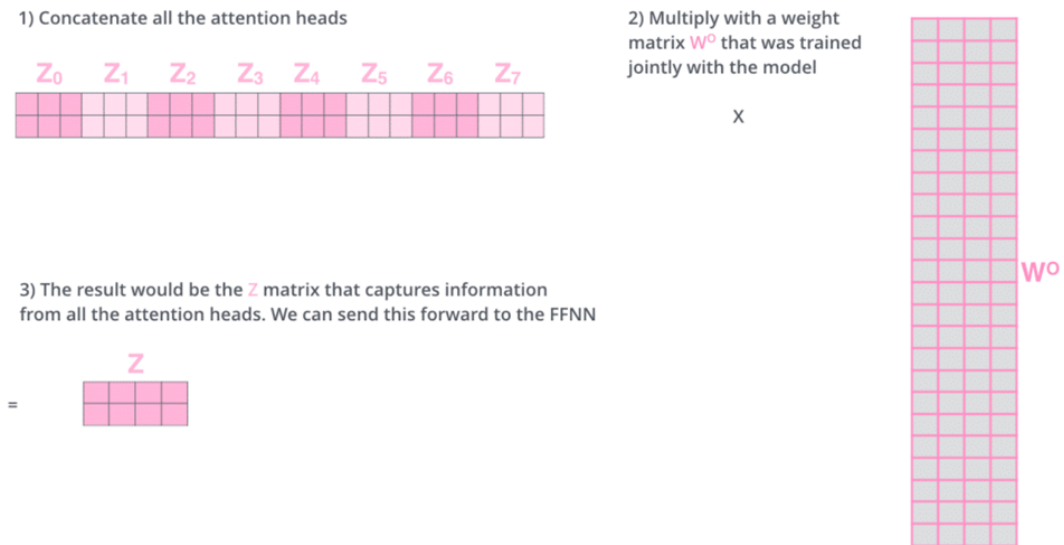 1) Concatenate all the attention heads
Z0 Z1 Z2 Z3 Z4 Z5 Z6 Z7
2) Multiply with a weight
matrix W^O that was trained
jointly with the model
X
W^O
3) The result would be the Z matrix that captures information
from all the attention heads. We can send this forward to the FFNN
Z
=